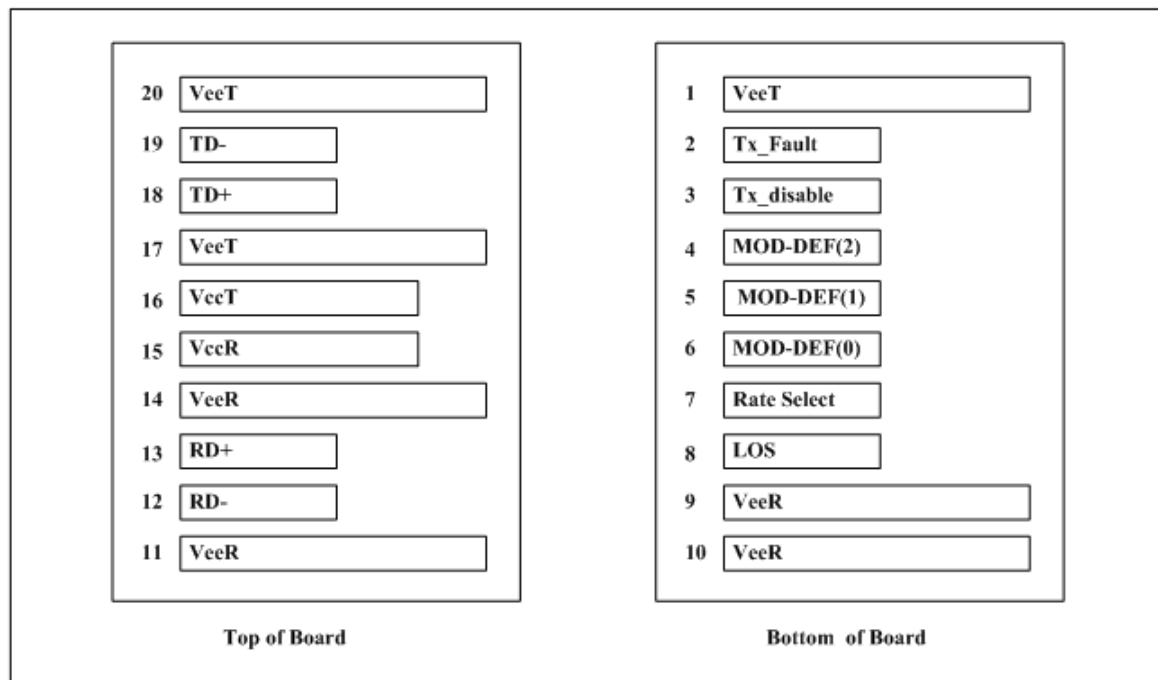 20 VeeT
19 TD-
18 TD+
17 VeeT
16 VccT
15 VccR
14 VeeR
13 RD+
12 RD-
11 VeeR
Top of Board
1 VeeT
2 Tx_Fault
3 Tx_disable
4 MOD-DEF(2)
5 MOD-DEF(1)
6 MOD-DEF(0)
7 Rate Select
8 LOS
9 VeeR
10 VeeR
Bottom of Board